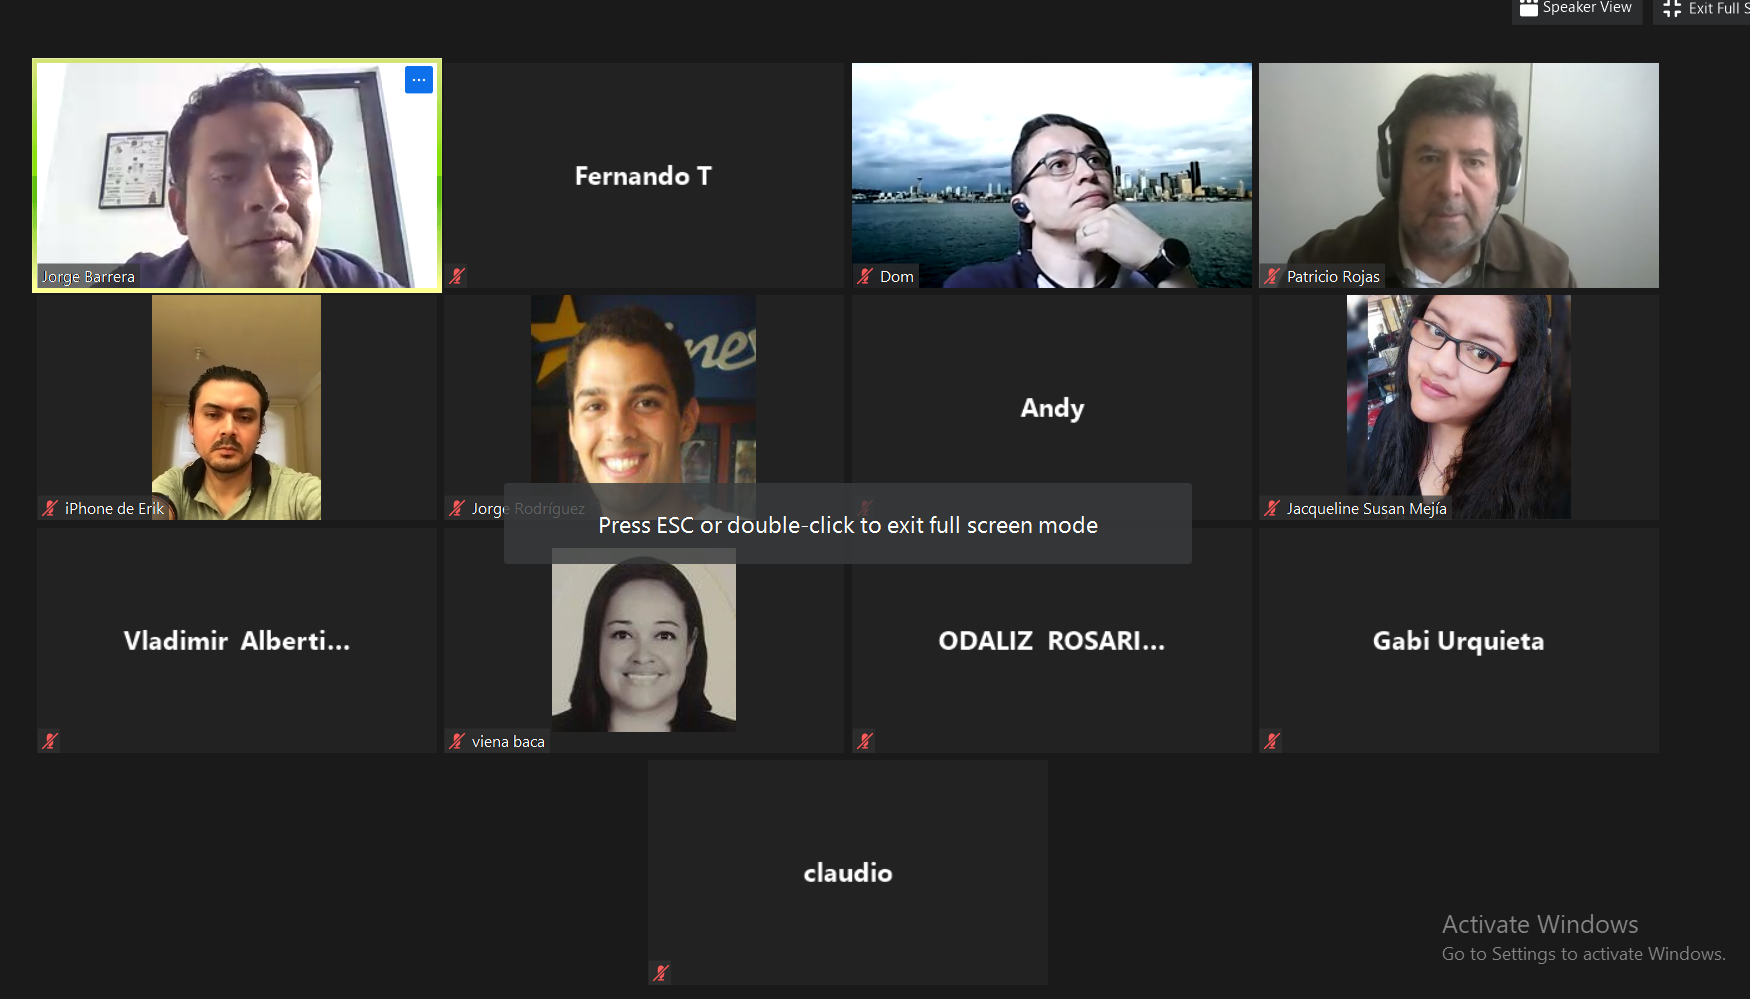 Speaker View
Exit Full S
Jorge Barrera
Fernando T
Dom
Patricio Rojas
iPhone de Erik
Jorge Rodríguez
Andy
Jacqueline Susan Mejía
Press ESC or double-click to exit full screen mode
Vladimir Alberti...
viena baca
ODALIZ ROSARI...
Gabi Urquieta
claudio
Activate Windows
Go to Settings to activate Windows.